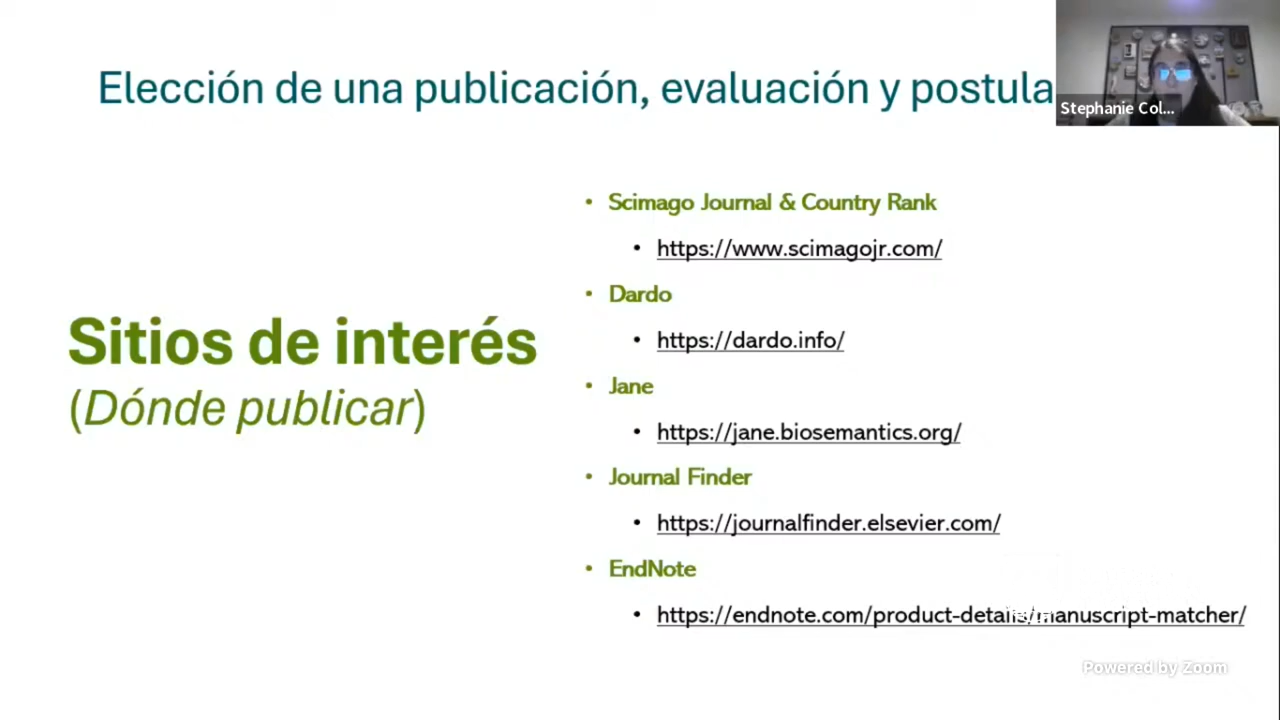 Elección de una publicación, evaluación y postula
Stephanie Col...
Sitios de interés
(Dónde publicar)
• Scimago Journal & Country Rank
• https://www.scimagojr.com/
• Dardo
• https://dardo.info/
• Jane
• https://jane.biosemantics.org/
• Journal Finder
• https://journalfinder.elsevier.com/
• EndNote
• https://endnote.com/product-details/manuscript-matcher/
Powered by Zoom